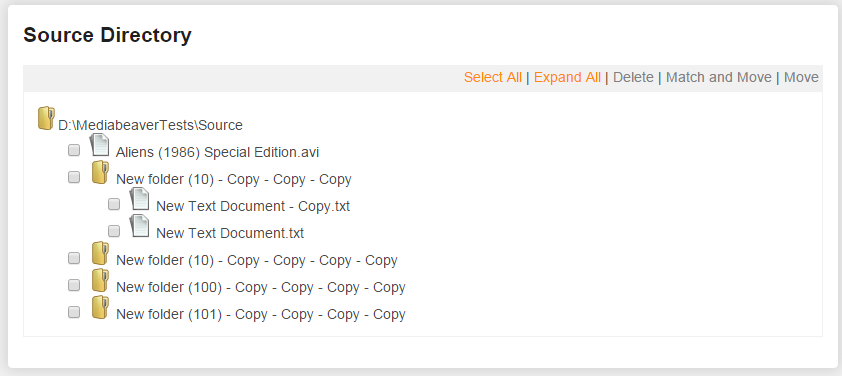 Source Directory
Select All | Expand All | Delete | Match and Move | Move
D:\MediabeaverTests\Source
Aliens (1986) Special Edition.avi
New folder (10) - Copy - Copy - Copy
New Text Document - Copy.txt
New Text Document.txt
New folder (10) - Copy - Copy - Copy - Copy
New folder (100) - Copy - Copy - Copy - Copy
New folder (101) - Copy - Copy - Copy - Copy